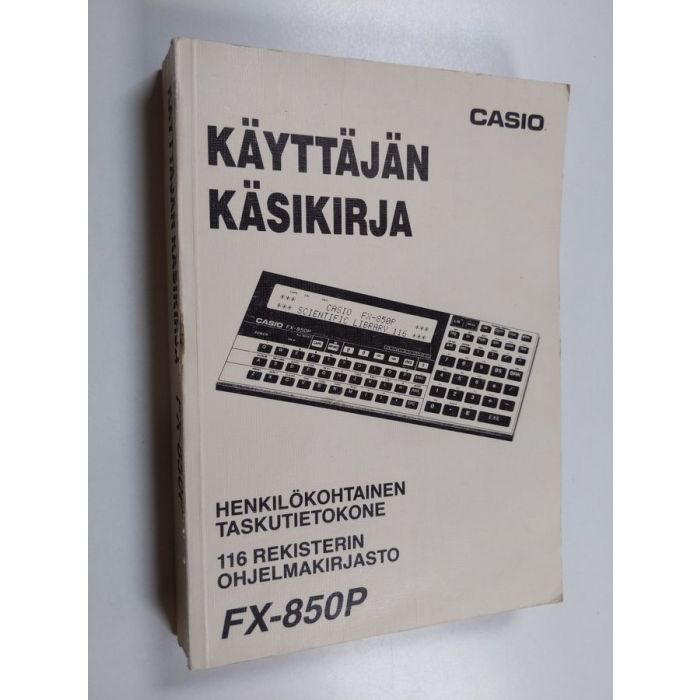 CASIO
KÄYTTÄJÄN
KÄSIKIRJA
*** CASIO FX-850P ***
*** SCIENTIFIC LIBRARY 116 ***
CASIO FX-850P
HENKILÖKOHTAINEN
TASKUTIETOKONE
116 REKISTERIN
OHJELMAKIRJASTO
FX-850P
KÄYTTÄJÄN KÄSIKIRJA FX-850P